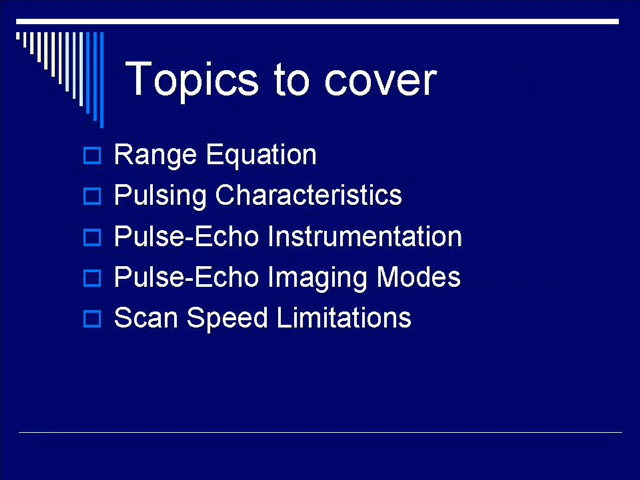 Topics to cover
Range Equation
Pulsing Characteristics
Pulse-Echo Instrumentation
Pulse-Echo Imaging Modes
Scan Speed Limitations